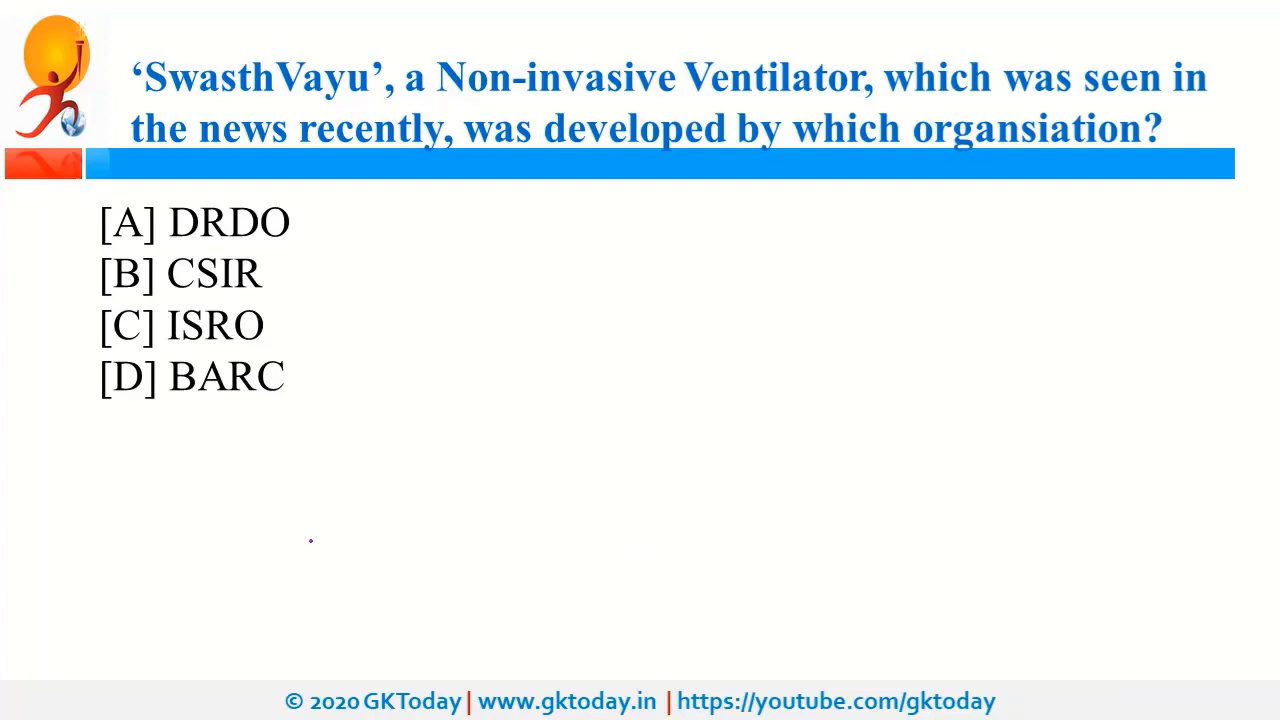 ‘SwasthVayu’, a Non-invasive Ventilator, which was seen in
the news recently, was developed by which organsiation?
[A] DRDO
[B] CSIR
[C] ISRO
[D] BARC
© 2020 GKToday | www.gktoday.in | https://youtube.com/gktoday